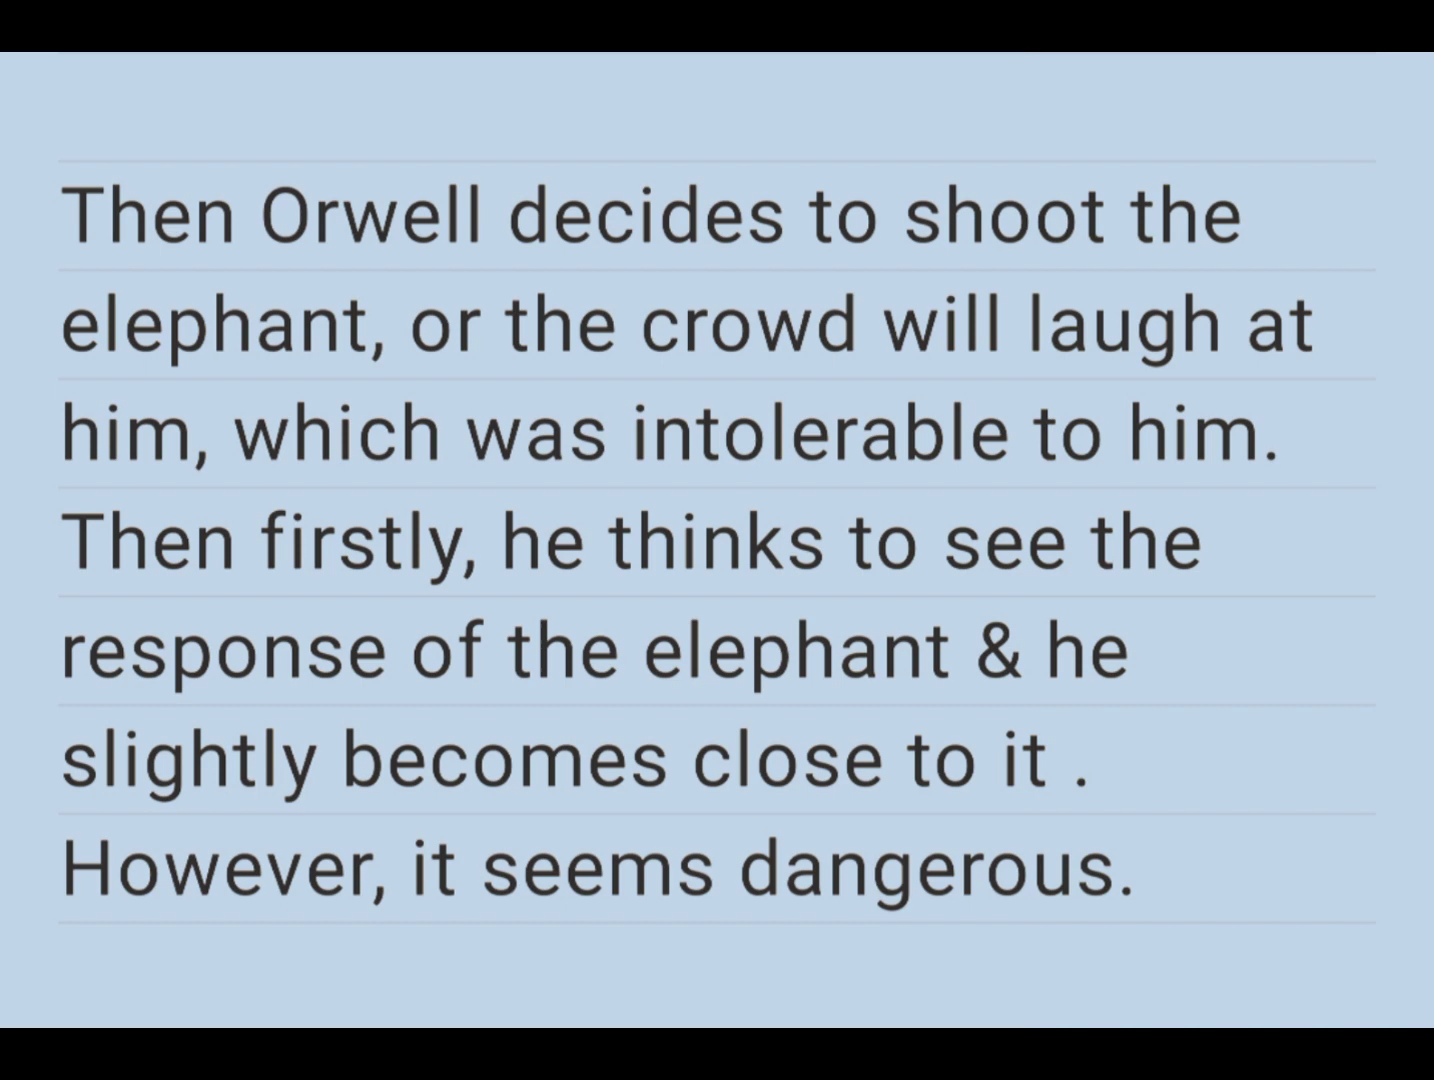 Then Orwell decides to shoot the
elephant, or the crowd will laugh at
him, which was intolerable to him.
Then firstly, he thinks to see the
response of the elephant & he
slightly becomes close to it .
However, it seems dangerous.